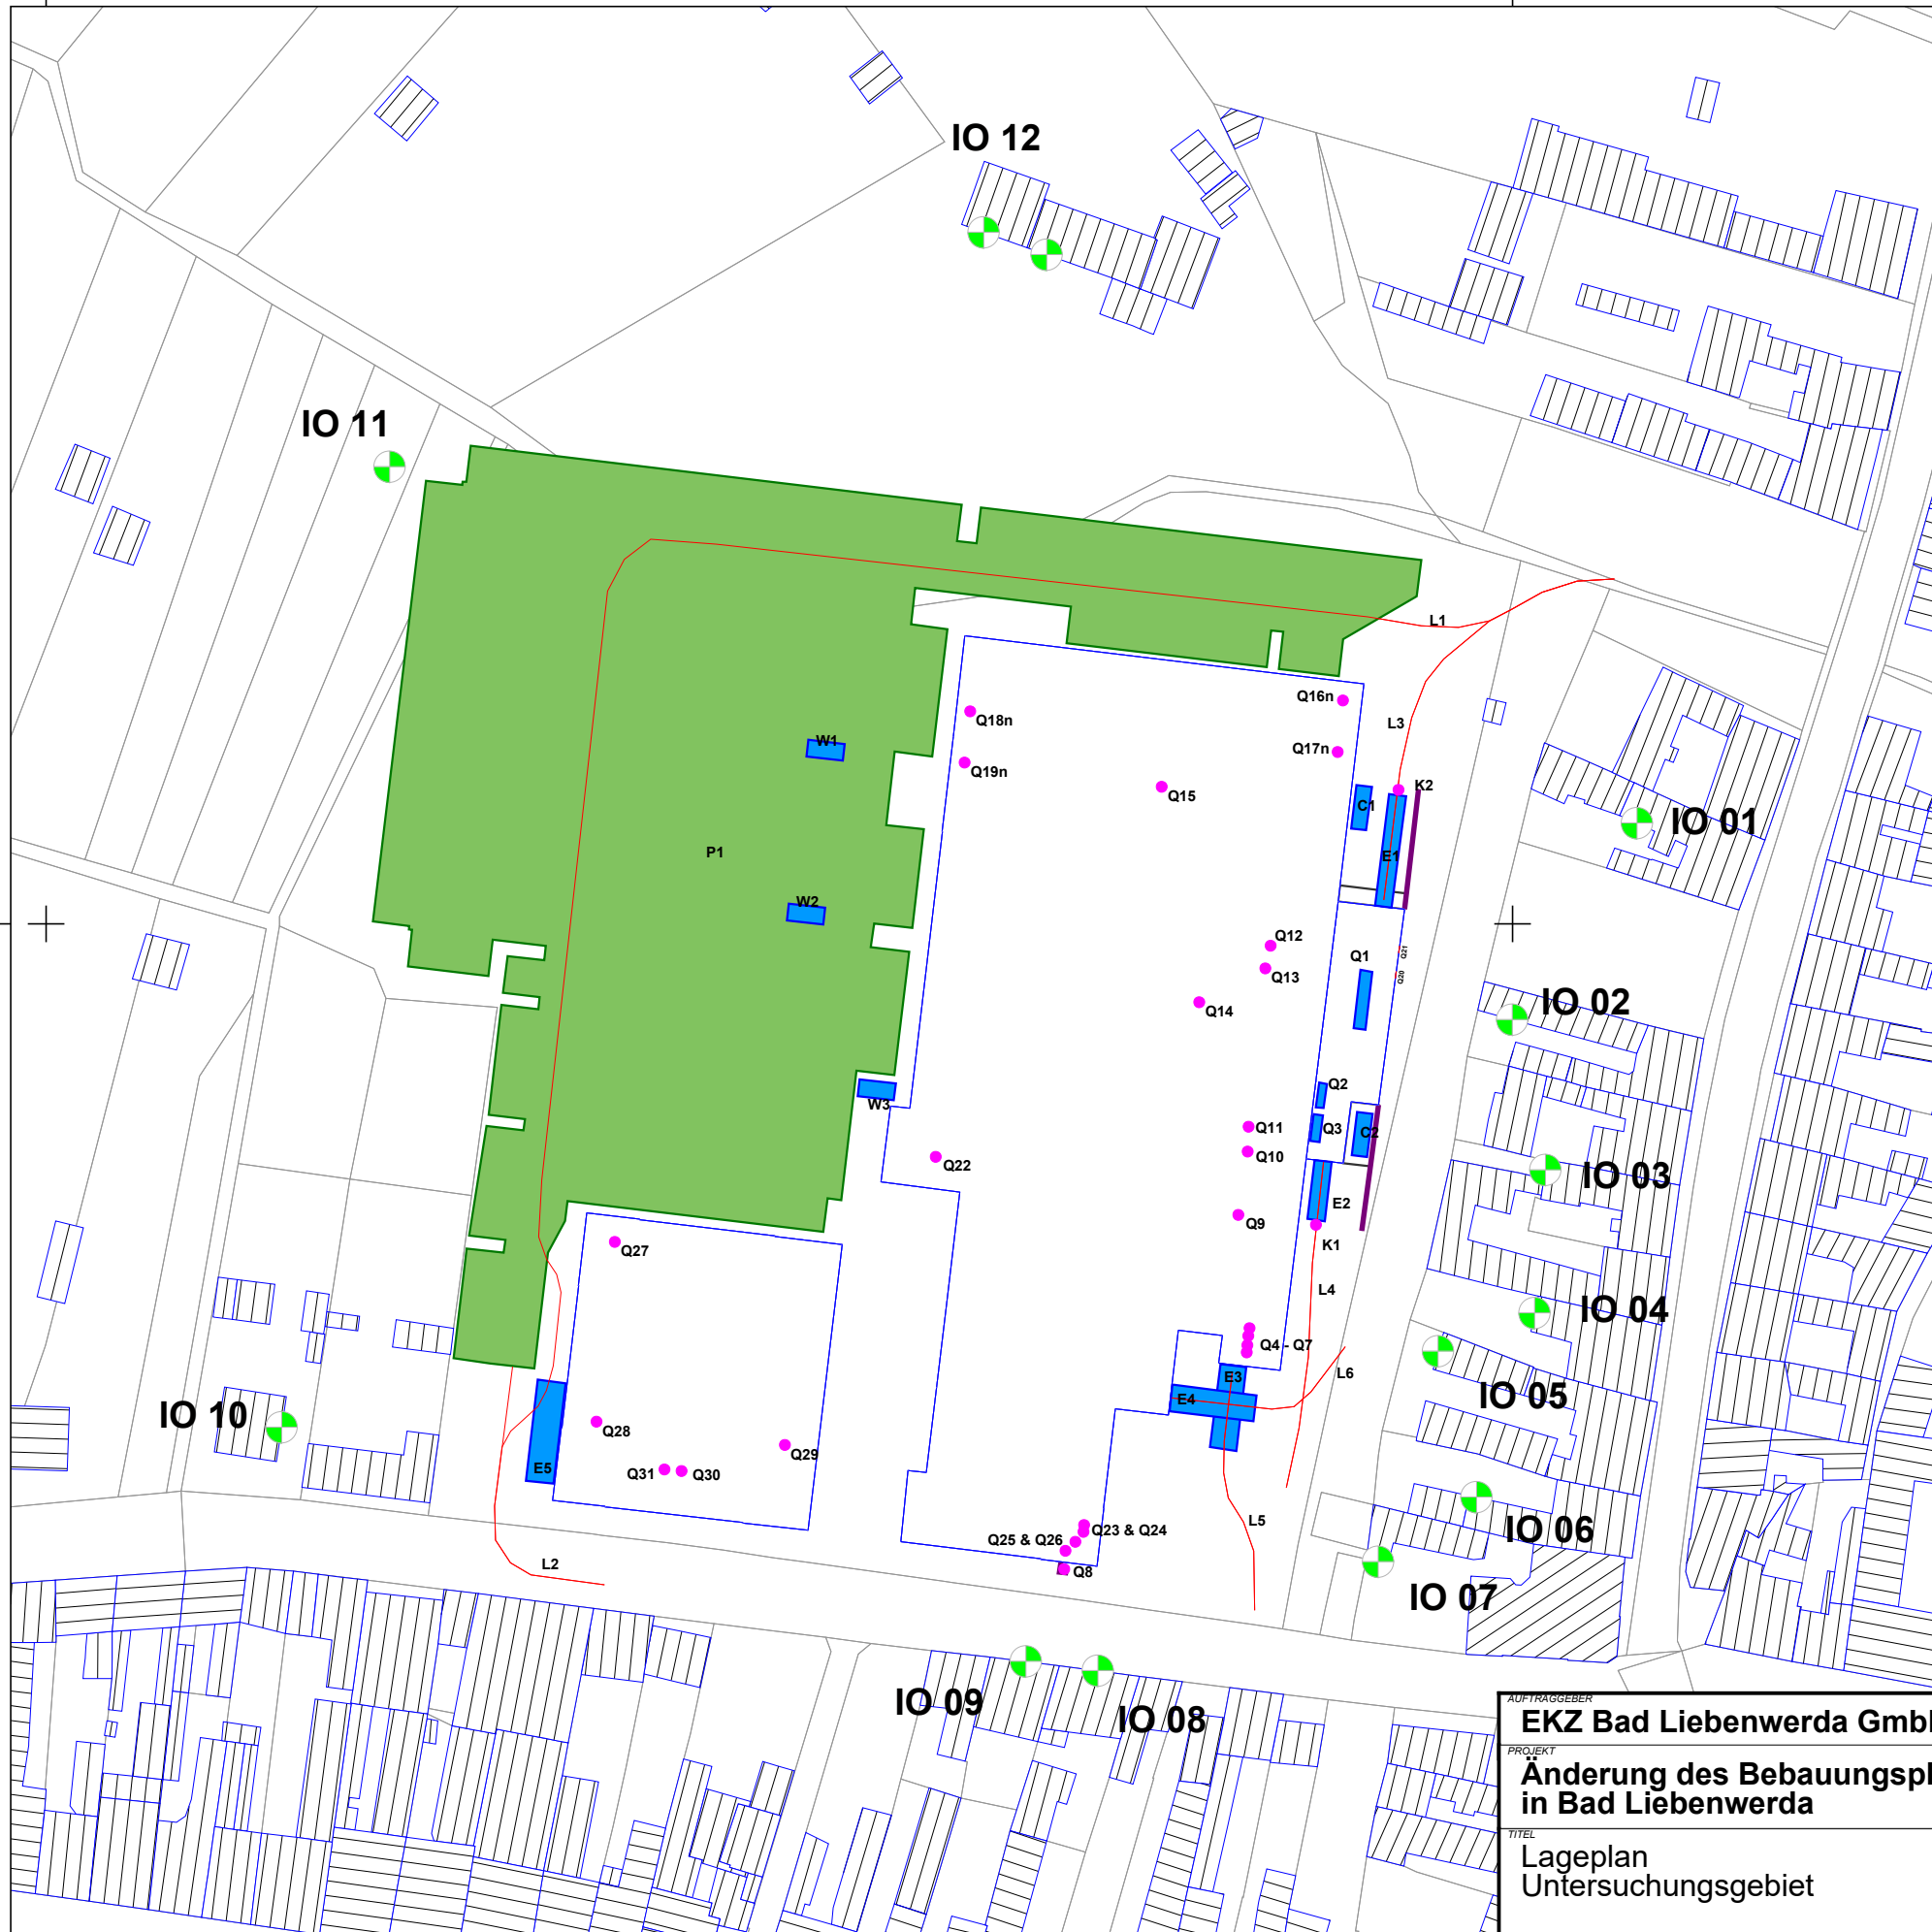 IO 12
IO 11
L1
Q16n
Q18n
L3
W1
Q17n
Q19n
K2
Q15
C1
IO 01
P1
E1
W2
Q12
Q21
Q1
Q13
Q20
IO 02
Q14
Q2
W3
Q11
Q3
C2
Q10
Q22
IO 03
E2
Q9
K1
Q27
L4
IO 04
Q4 - Q7
L6
E3
E4
IO 05
IO 10
Q28
Q29
E5
Q31
Q30
L5
Q23 & Q24
IO 06
Q25 & Q26
L2
Q8
IO 07
IO 09
IO 08
AUFTRAGGEBER
EKZ Bad Liebenwerda Gmb
PROJEKT
Änderung des Bebauungspl
in Bad Liebenwerda
TITEL
Lageplan
Untersuchungsgebiet